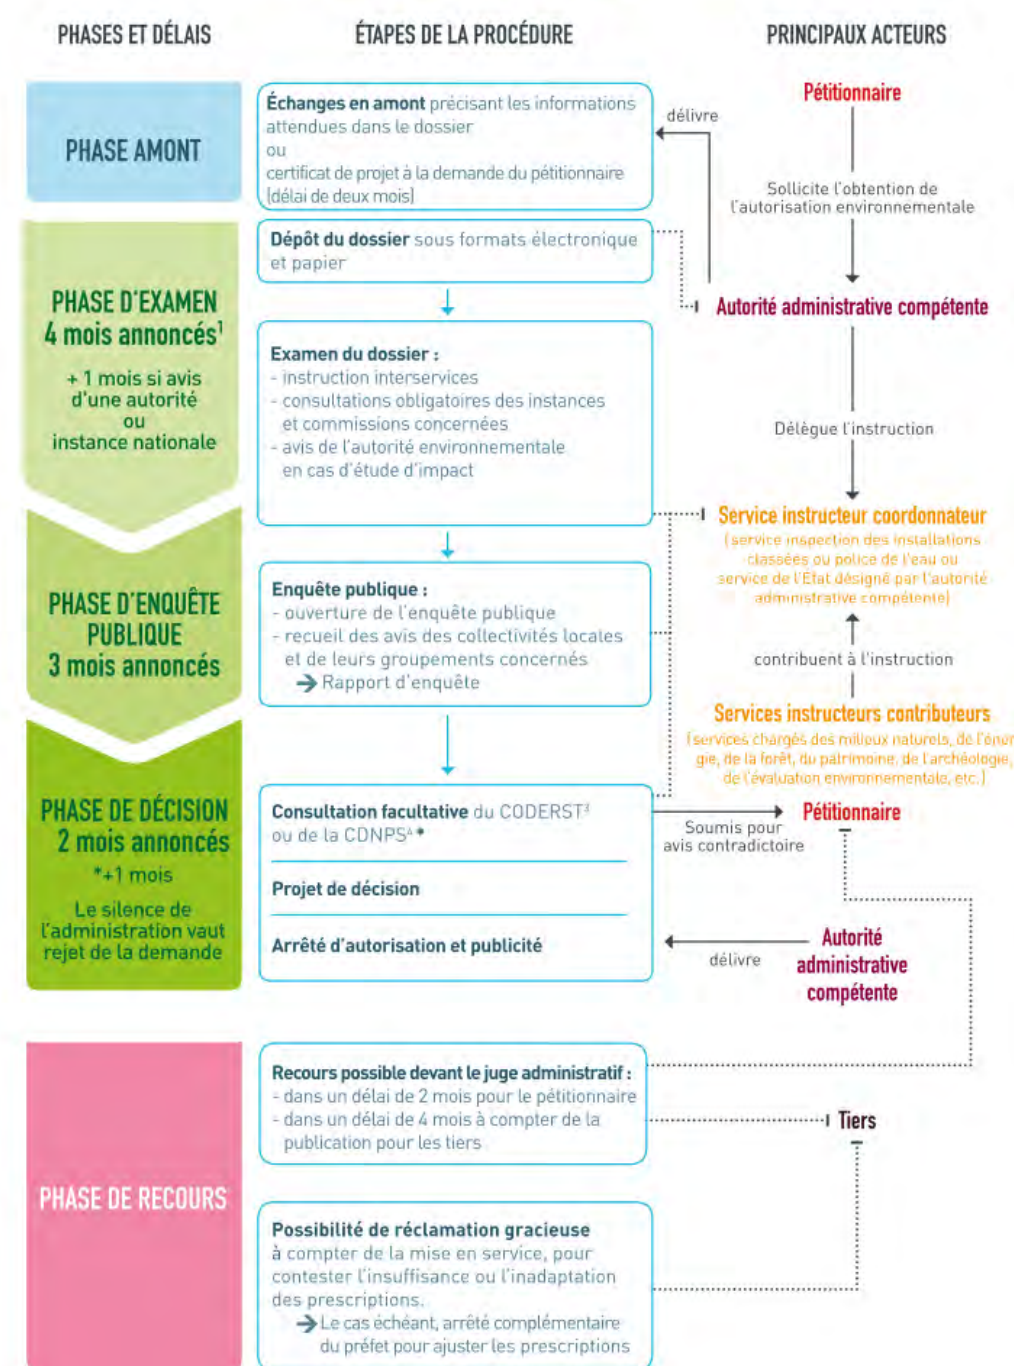 PHASES ET DÉLAIS
ÉTAPES DE LA PROCÉDURE
PRINCIPAUX ACTEURS
PHASE AMONT
Échanges en amont précisant les informations
attendues dans le dossier
ou
certificat de projet à la demande du pétitionnaire
(délai de deux mois)
délivre
Pétitionnaire
Sollicite l'obtention de
l'autorisation environnementale
PHASE D'EXAMEN
4 mois annoncés¹
+ 1 mois si avis
d'une autorité
ou
instance nationale
Dépôt du dossier sous formats électronique
et papier
Autorité administrative compétente
Examen du dossier :
- instruction interservices
- consultations obligatoires des instances
et commissions concernées
- avis de l'autorité environnementale
en cas d'étude d'impact
Délègue l'instruction
Service instructeur coordonnateur
(service inspection des installations
classées ou police de l'eau ou
service de l'État désigné par l'autorité
administrative compétente)
PHASE D'ENQUÊTE
PUBLIQUE
3 mois annoncés
Enquête publique :
- ouverture de l'enquête publique
- recueil des avis des collectivités locales
et de leurs groupements concernés
→ Rapport d'enquête
contribuent à l'instruction
Services instructeurs contributeurs
(services chargés des milieux naturels, de l'éner
gie, de la forêt, du patrimoine, de l'archéologie,
de l'évaluation environnementale, etc.)
PHASE DE DÉCISION
2 mois annoncés
*+1 mois
Le silence de
l'administration vaut
rejet de la demande
Consultation facultative du CODERST³
ou de la CDNPS⁴ *
Projet de décision
Arrêté d'autorisation et publicité
Soumis pour
avis contradictoire
Pétitionnaire
délivre
Autorité
administrative
compétente
PHASE DE RECOURS
Recours possible devant le juge administratif :
- dans un délai de 2 mois pour le pétitionnaire
- dans un délai de 4 mois à compter de la
publication pour les tiers
Tiers
Possibilité de réclamation gracieuse
à compter de la mise en service, pour
contester l'insuffisance ou l'inadaptation
des prescriptions.
→ Le cas échéant, arrêté complémentaire
du préfet pour ajuster les prescriptions